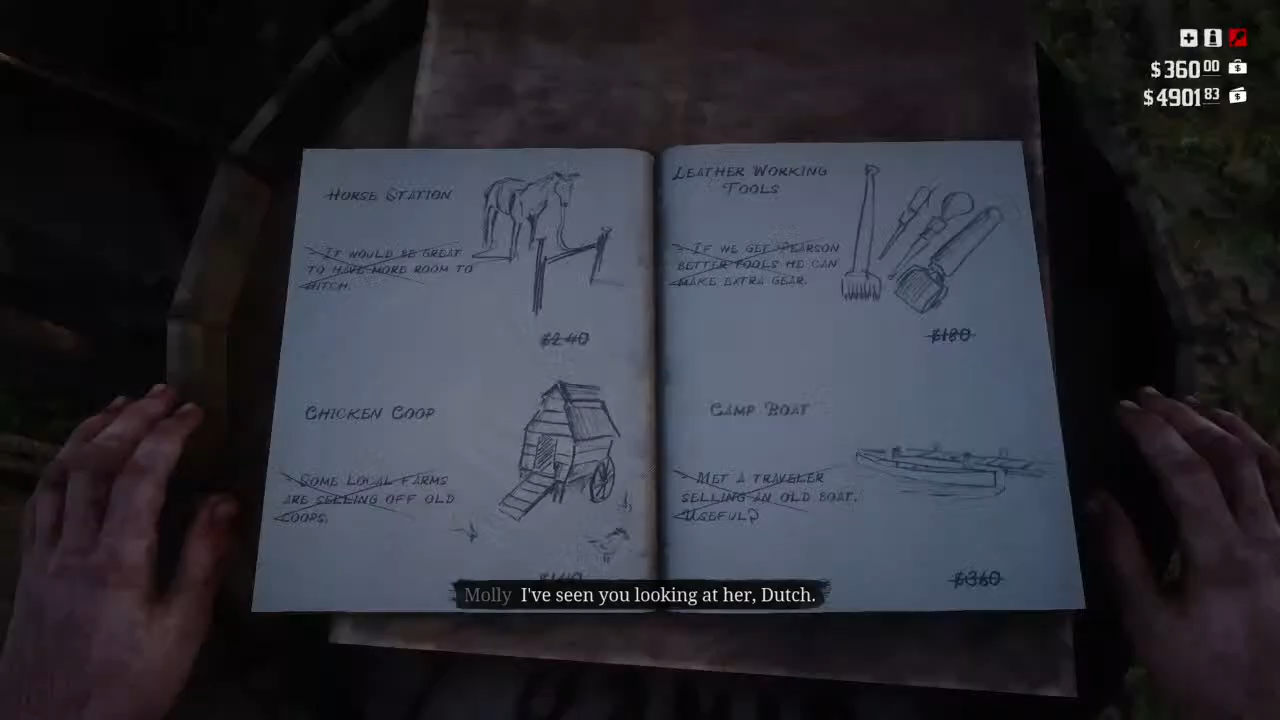 $360 00
$4901 83
Horse Station
It would be great
to have more room to
hitch.
$240
Chicken Coop
Some local farms
are selling off old
coops.
Leather Working
Tools
If we get Pearson
better tools he can
make extra gear.
$180
Camp Boat
Met a traveler
selling an old boat.
Useful?
$360
Molly I've seen you looking at her, Dutch.